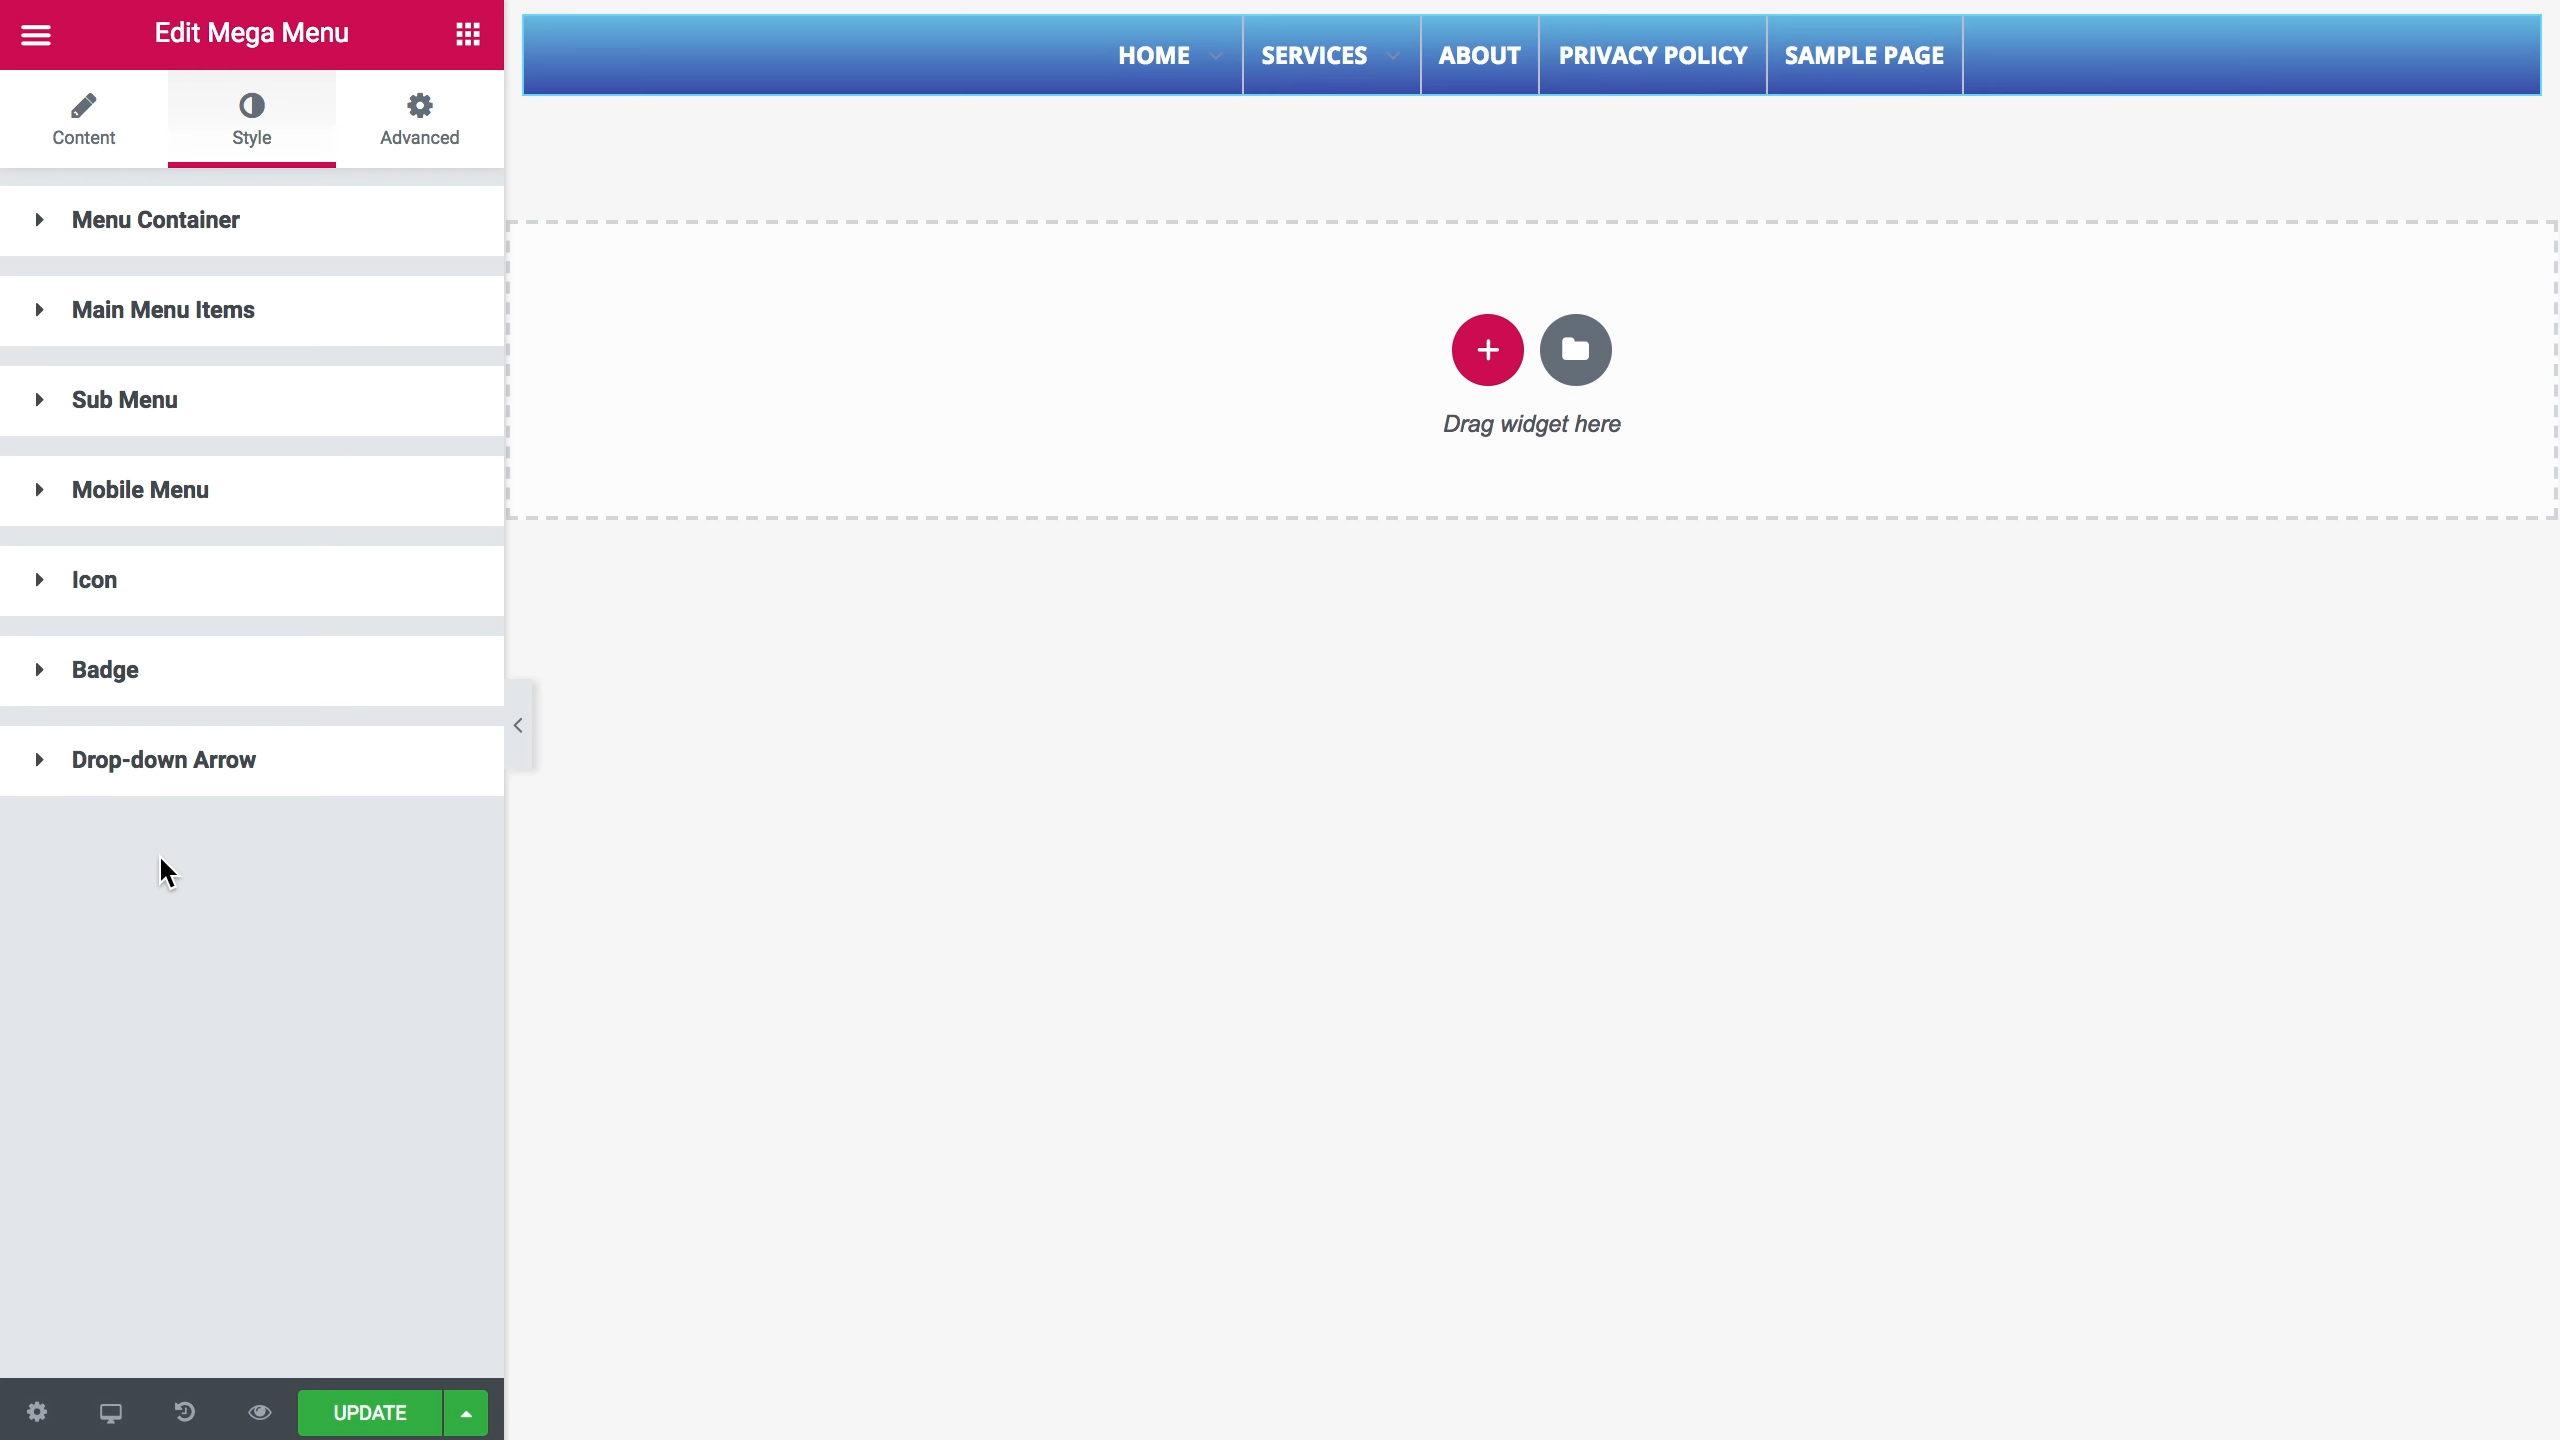 Edit Mega Menu
HOME SERVICES ABOUT PRIVACY POLICY SAMPLE PAGE
Content Style Advanced
Menu Container
Main Menu Items
Sub Menu
Mobile Menu
Icon
Badge
Drop-down Arrow
Drag widget here
UPDATE